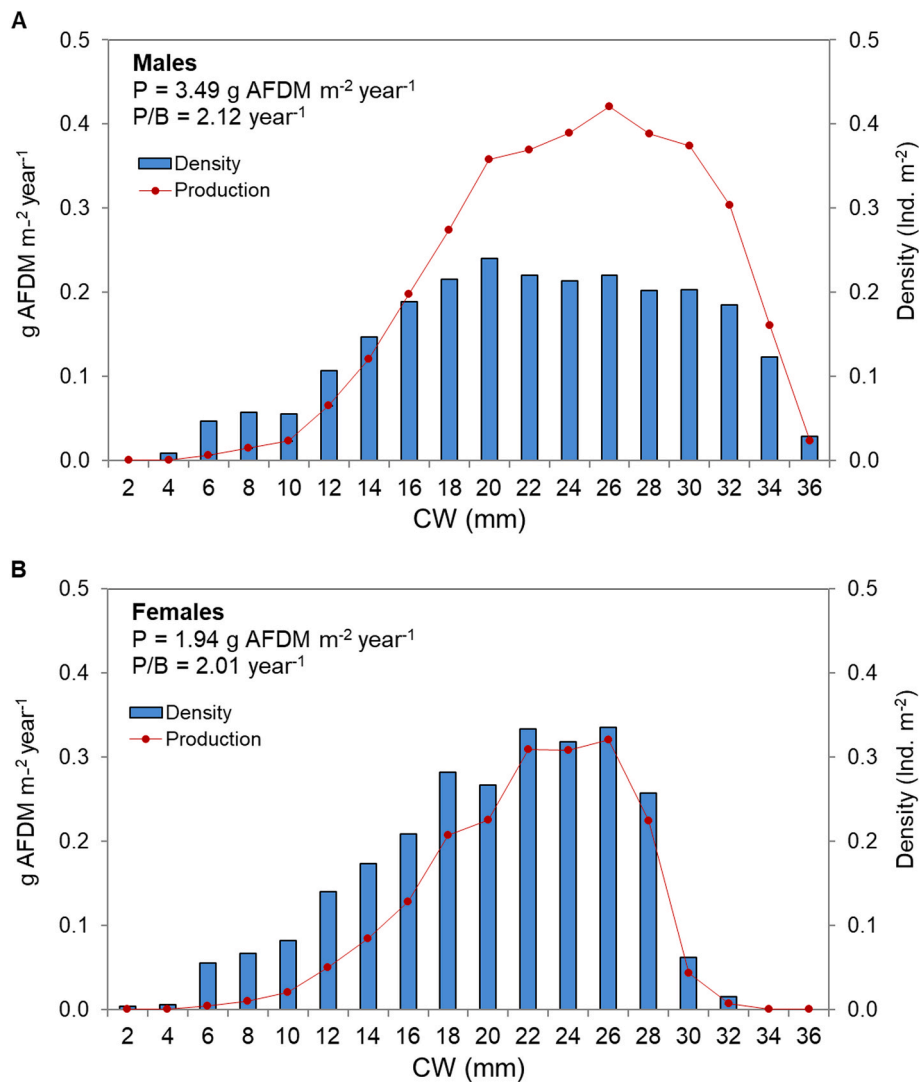 A
Males
P = 3.49 g AFDM m-2 year-1
P/B = 2.12 year-1
Density
Production
0.5
0.4
0.3
0.2
0.1
0.0
g AFDM m-2 year-1
0.5
0.4
0.3
0.2
0.1
0.0
Density (Ind. m-2)
2 4 6 8 10 12 14 16 18 20 22 24 26 28 30 32 34 36
CW (mm)
B
Females
P = 1.94 g AFDM m-2 year-1
P/B = 2.01 year-1
Density
Production
0.5
0.4
0.3
0.2
0.1
0.0
g AFDM m-2 year-1
0.5
0.4
0.3
0.2
0.1
0.0
Density (Ind. m-2)
2 4 6 8 10 12 14 16 18 20 22 24 26 28 30 32 34 36
CW (mm)